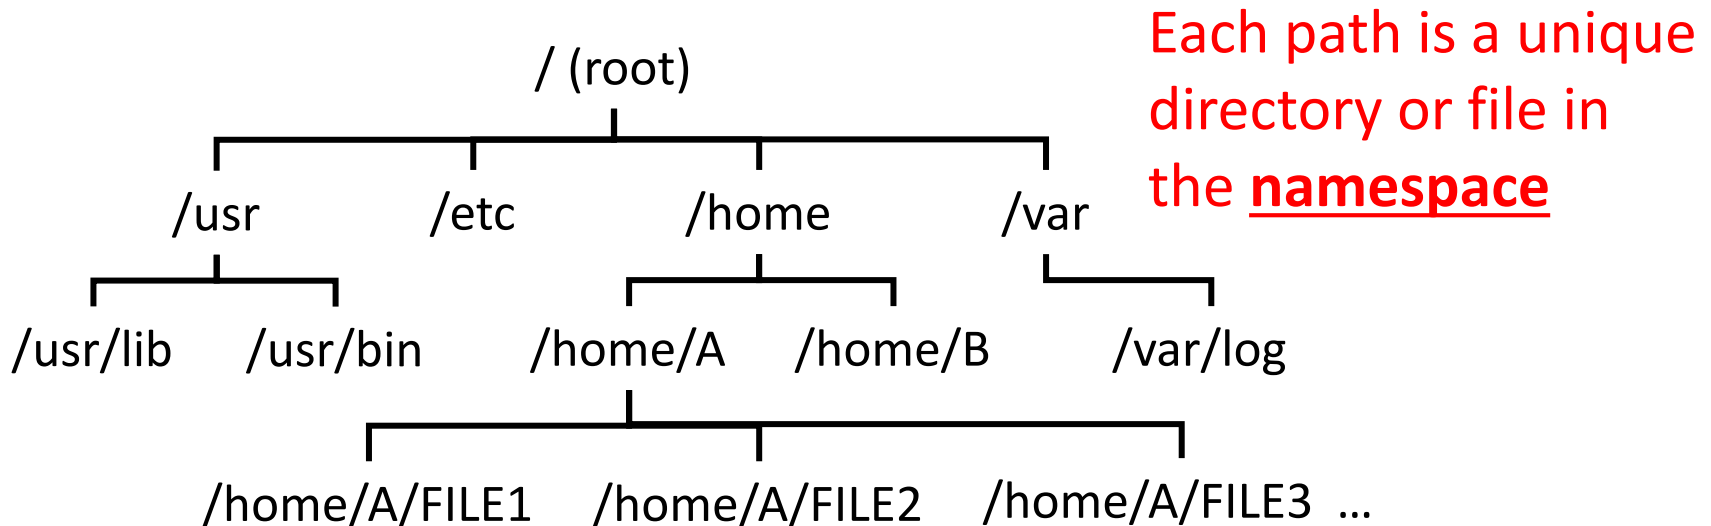 / (root)
Each path is a unique
directory or file in
the namespace
/usr /etc /home /var
/usr/lib /usr/bin /home/A /home/B /var/log
/home/A/FILE1 /home/A/FILE2 /home/A/FILE3 ...